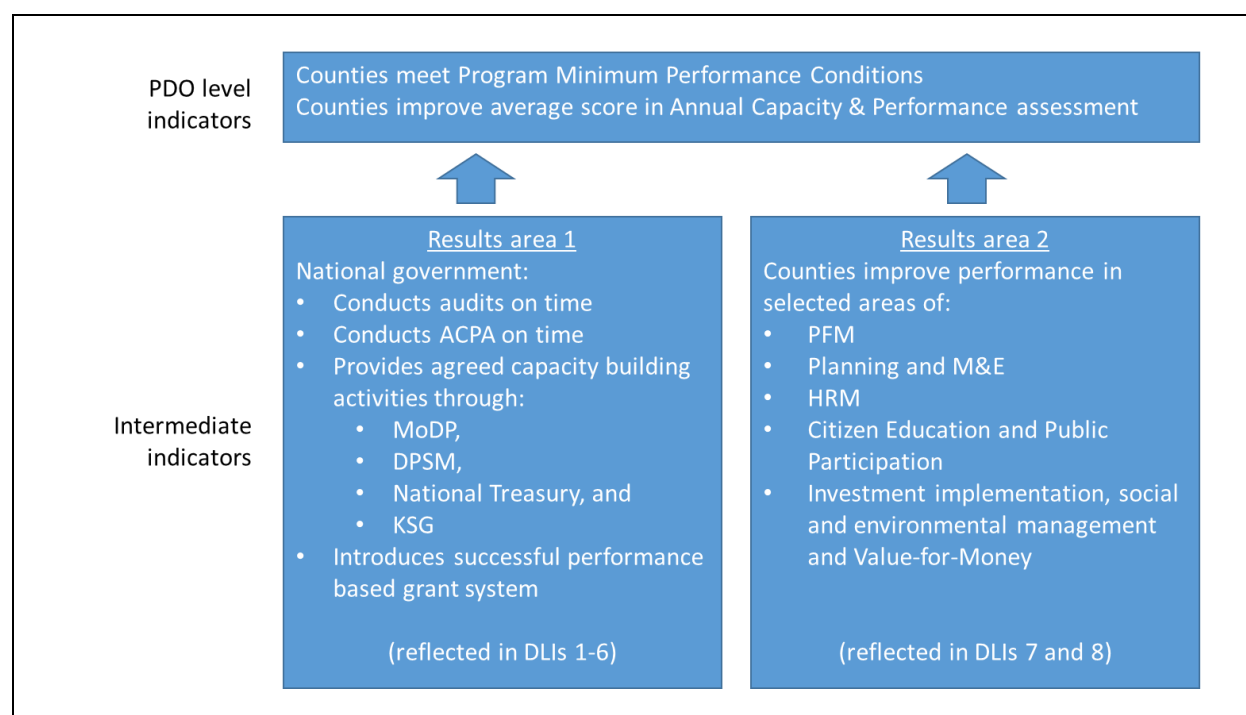 PDO level
indicators
Counties meet Program Minimum Performance Conditions
Counties improve average score in Annual Capacity & Performance assessment
Intermediate
indicators
Results area 1
National government:
• Conducts audits on time
• Conducts ACPA on time
• Provides agreed capacity building
activities through:
• MoDP,
• DPSM,
• National Treasury, and
• KSG
• Introduces successful performance
based grant system
(reflected in DLIs 1-6)
Results area 2
Counties improve performance in
selected areas of:
• PFM
• Planning and M&E
• HRM
• Citizen Education and Public
Participation
• Investment implementation, social
and environmental management
and Value-for-Money
(reflected in DLIs 7 and 8)